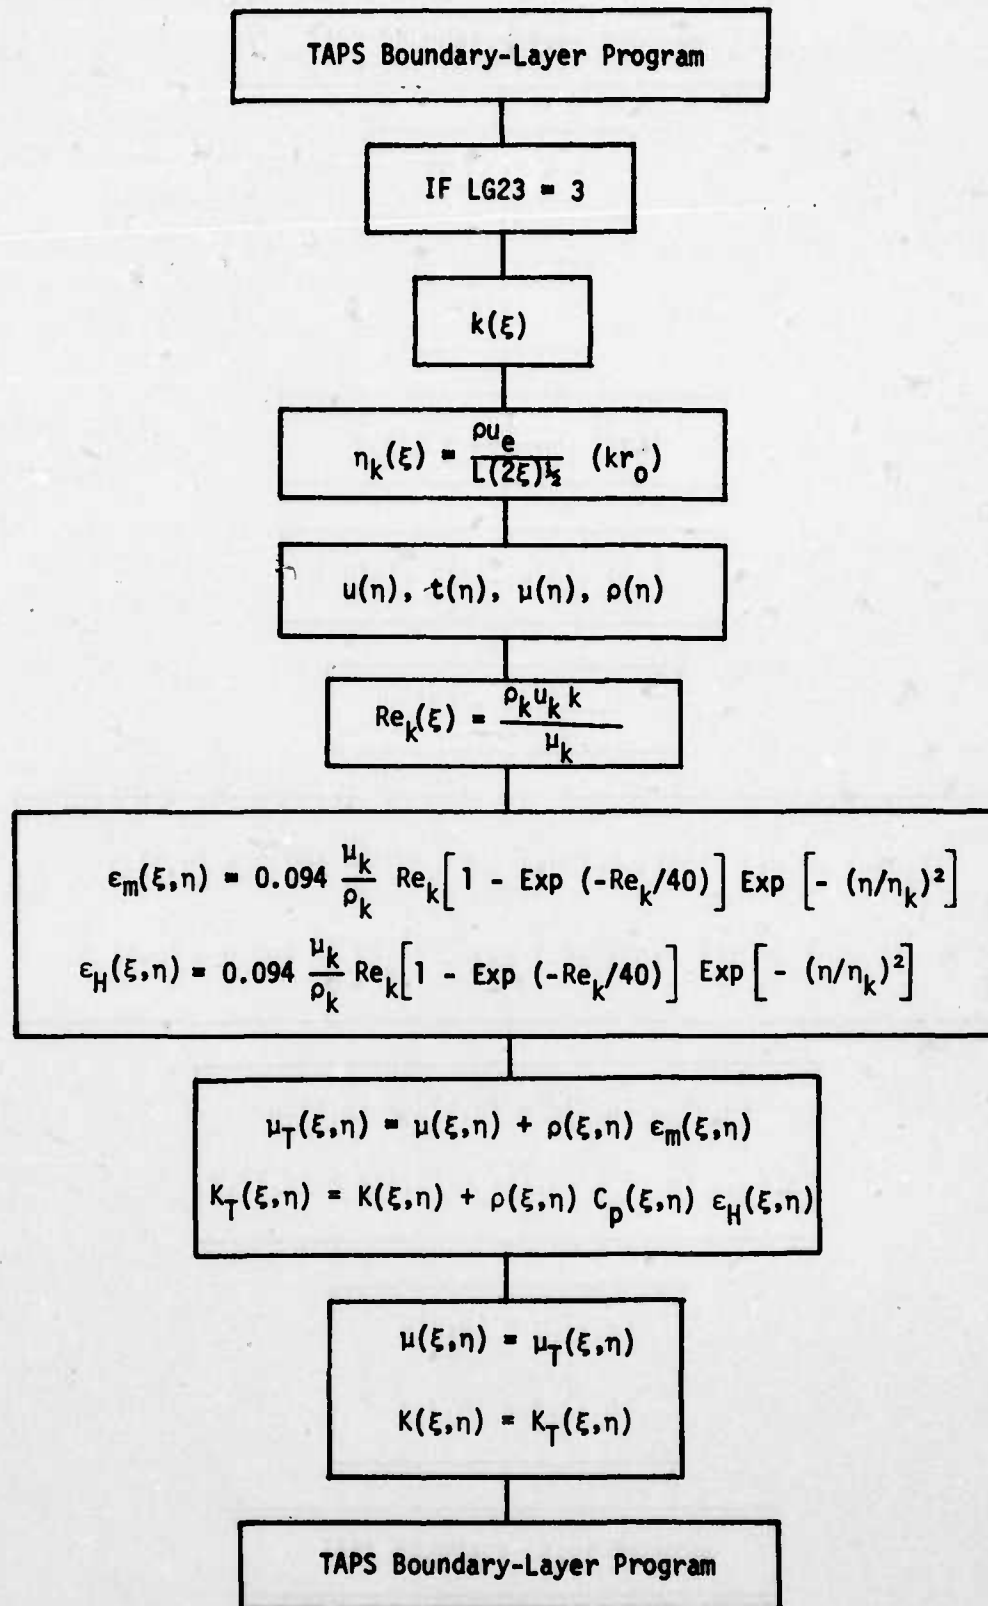 TAPS Boundary-Layer Program
IF LG23 = 3
k(ξ)
η_k(ξ) = ρu_e / L(2ξ)^½ (kr_o)
u(η), t(η), μ(η), ρ(η)
Re_k(ξ) = ρ_k u_k k / μ_k
ε_m(ξ,η) = 0.094 μ_k/ρ_k Re_k[1 - Exp (-Re_k/40)] Exp [- (η/η_k)²]
ε_H(ξ,η) = 0.094 μ_k/ρ_k Re_k[1 - Exp (-Re_k/40)] Exp [- (η/η_k)²]
μ_T(ξ,η) = μ(ξ,η) + ρ(ξ,η) ε_m(ξ,η)
K_T(ξ,η) = K(ξ,η) + ρ(ξ,η) C_p(ξ,η) ε_H(ξ,η)
μ(ξ,η) = μ_T(ξ,η)
K(ξ,η) = K_T(ξ,η)
TAPS Boundary-Layer Program